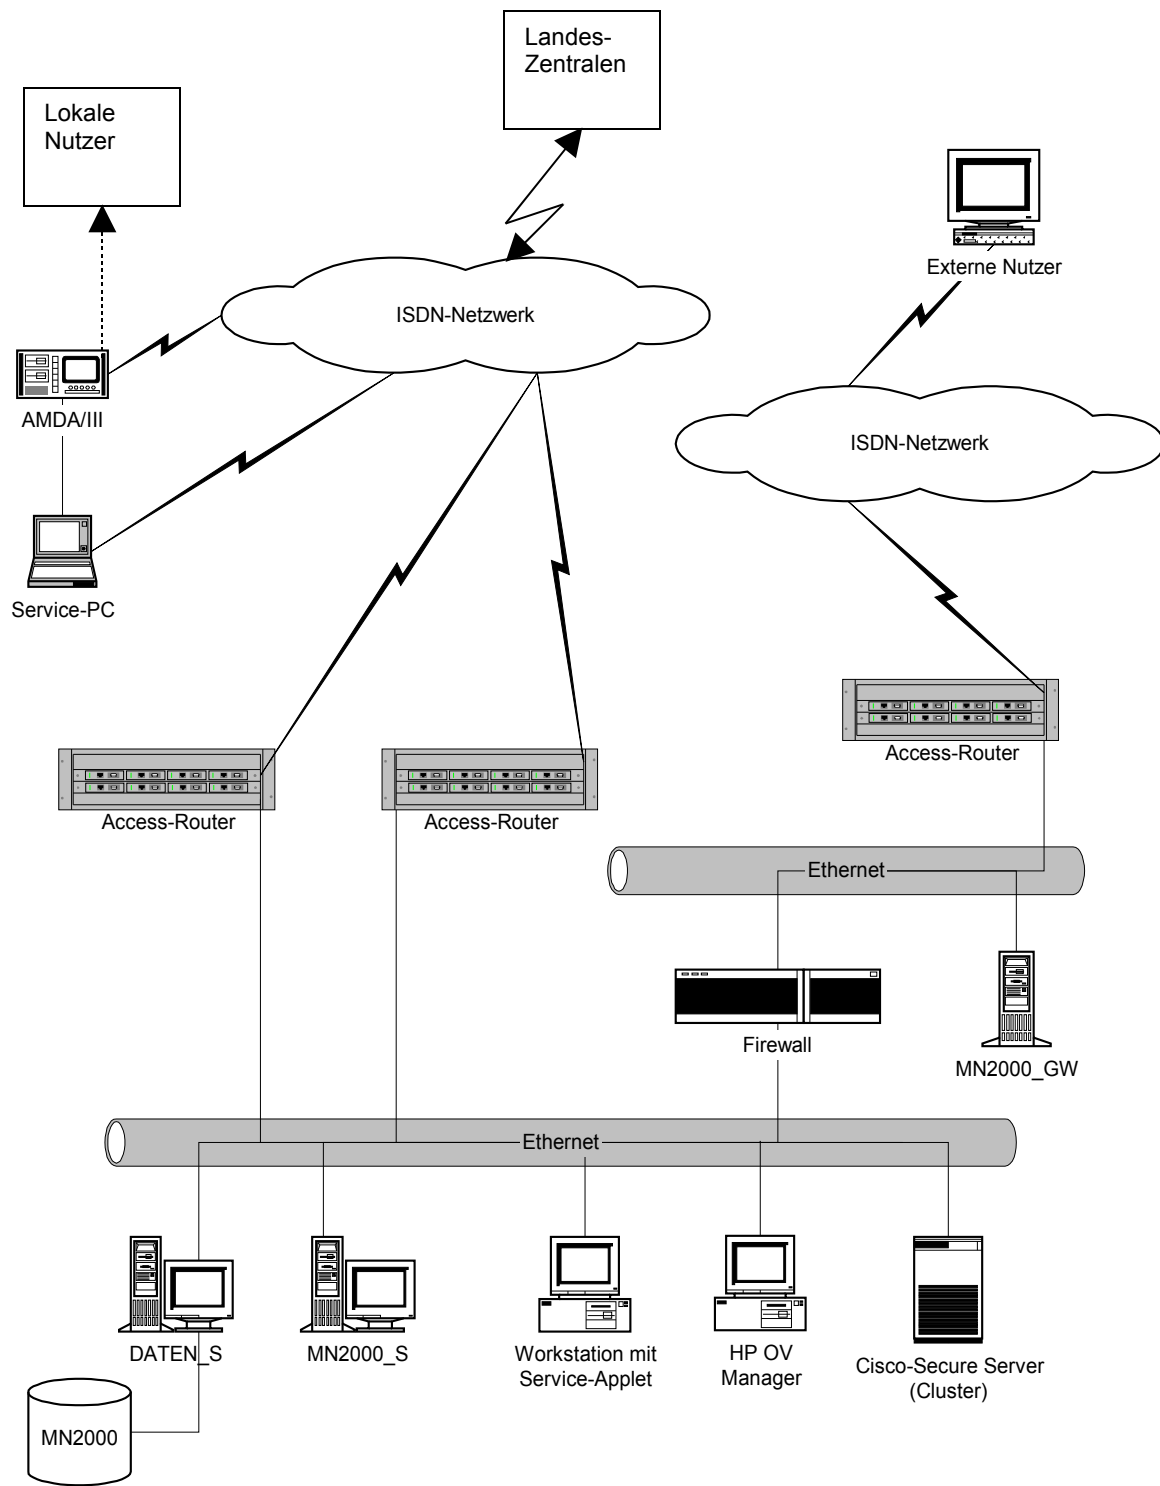 Landes-
Zentralen
Lokale
Nutzer
Externe Nutzer
ISDN-Netzwerk
AMDA/III
ISDN-Netzwerk
Service-PC
Access-Router
Access-Router
Access-Router
Ethernet
Firewall
MN2000_GW
Ethernet
DATEN_S
MN2000_S
Workstation mit
Service-Applet
HP OV
Manager
Cisco-Secure Server
(Cluster)
MN2000